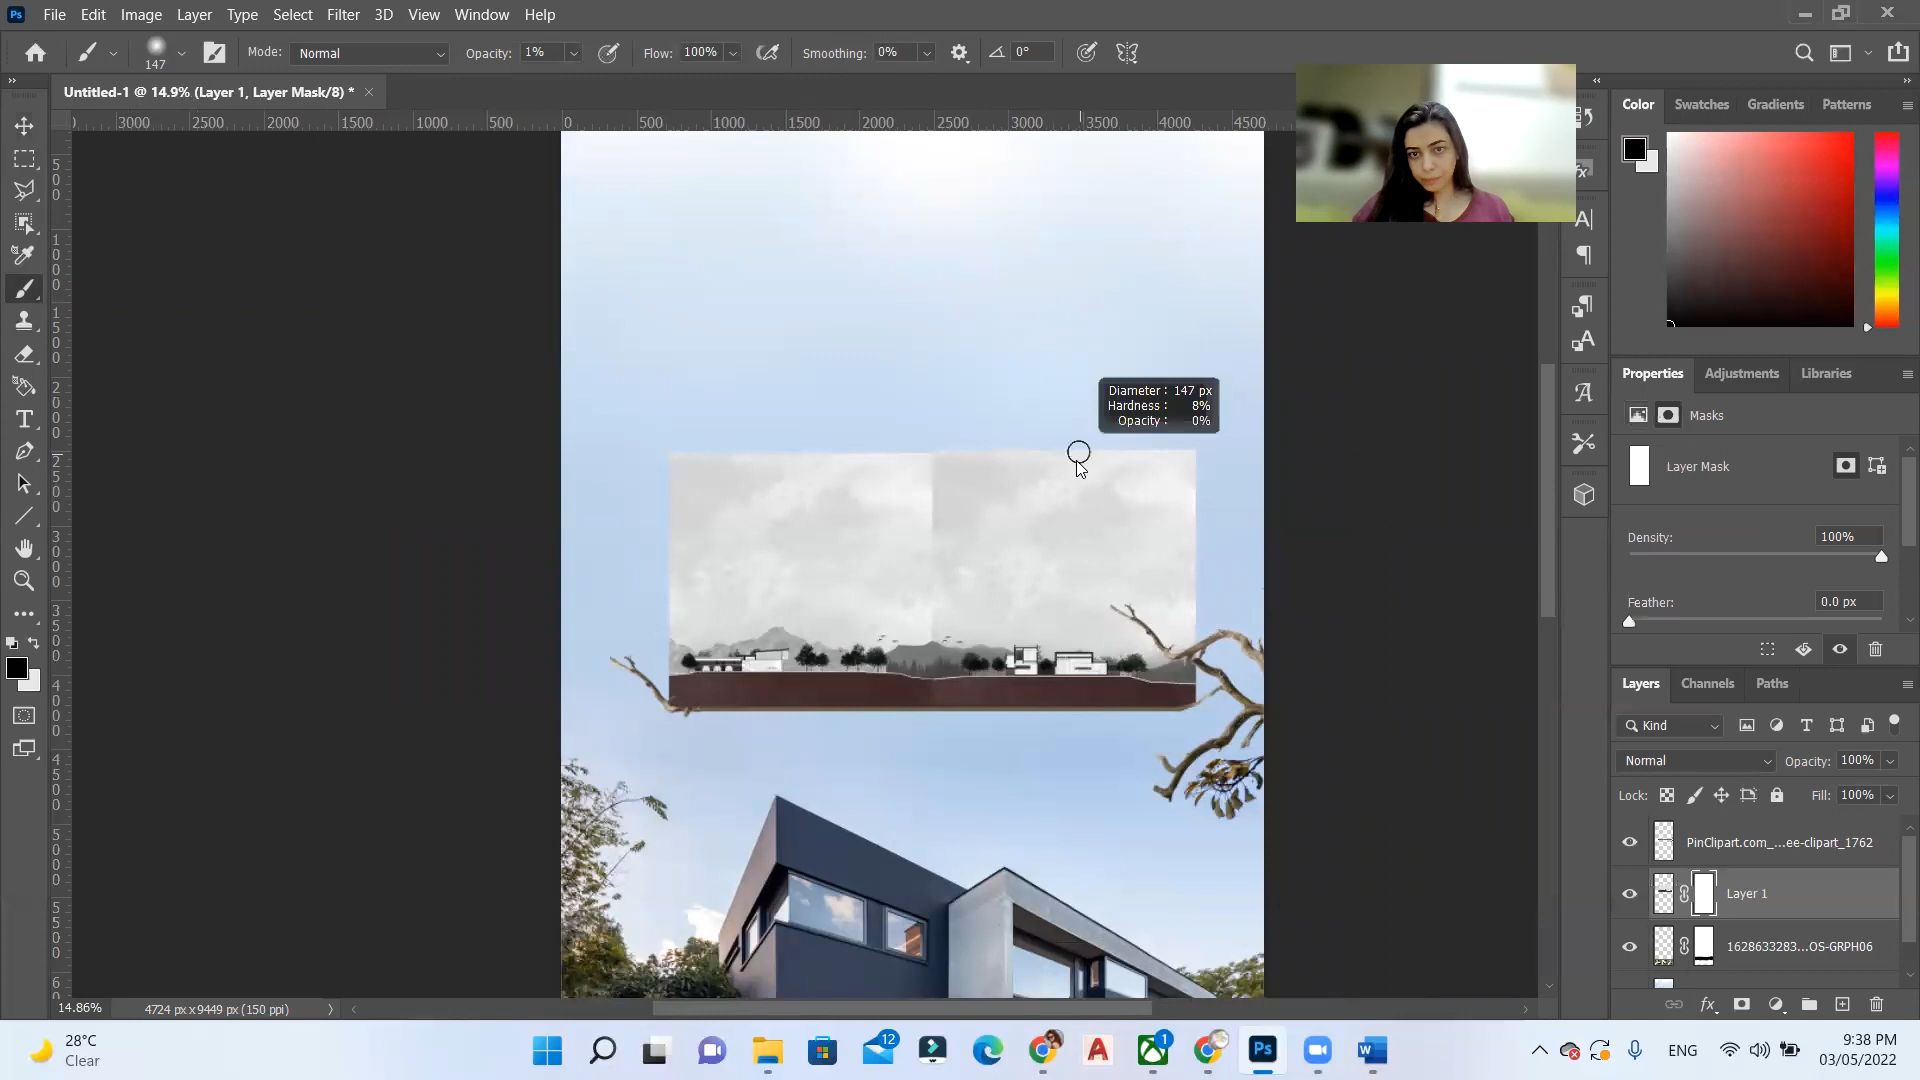 Ps File Edit Image Layer Type Select Filter 3D View Window Help
147 Mode: Normal Opacity: 1% Flow: 100% Smoothing: 0% 0°
Untitled-1 @ 14.9% (Layer 1, Layer Mask/8) * ×
3000 2500 2000 1500 1000 500 0 500 1000 1500 2000 2500 3000 3500 4000 4500
Color Swatches Gradients Patterns
Diameter: 147 px
Hardness: 8%
Opacity: 0%
Properties Adjustments Libraries
Masks
Layer Mask
Density: 100%
Feather: 0.0 px
Layers Channels Paths
Kind
Normal Opacity: 100%
Lock: Fill: 100%
PinClipart.com_...ee-clipart_1762
Layer 1
1628633283...OS-GRPH06
14.86% 4724 px x 9449 px (150 ppi)
28°C
Clear
12
1
Ps
ENG
9:38 PM
03/05/2022